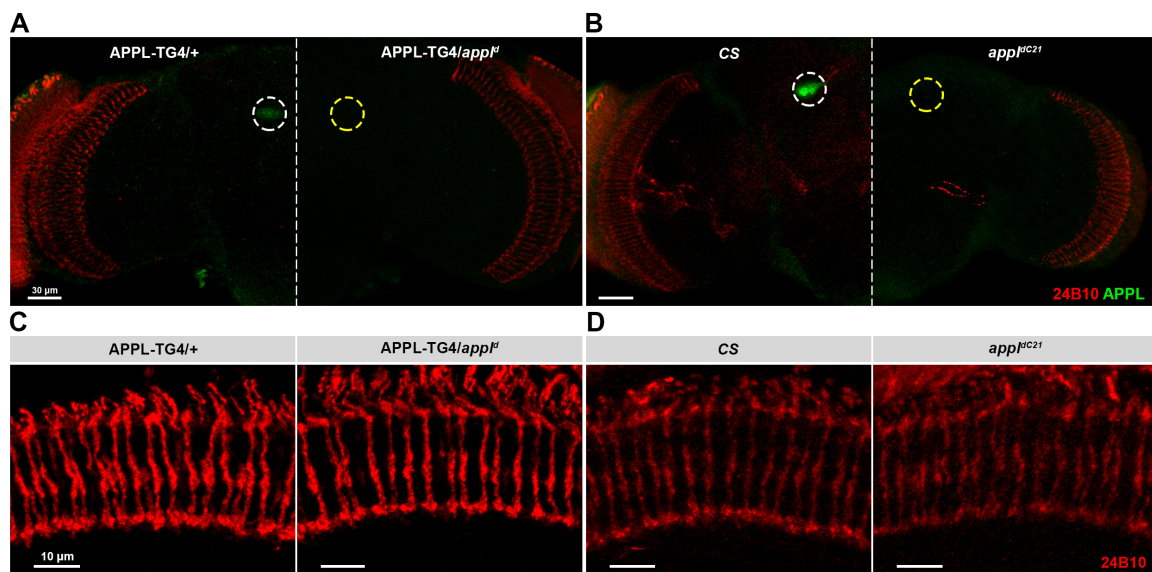 A
APPL-TG4/+
APPL-TG4/appl^d
30 µm
B
CS
appl^dC21
24B10 APPL
C
APPL-TG4/+
APPL-TG4/appl^d
10 µm
D
CS
appl^dC21
24B10